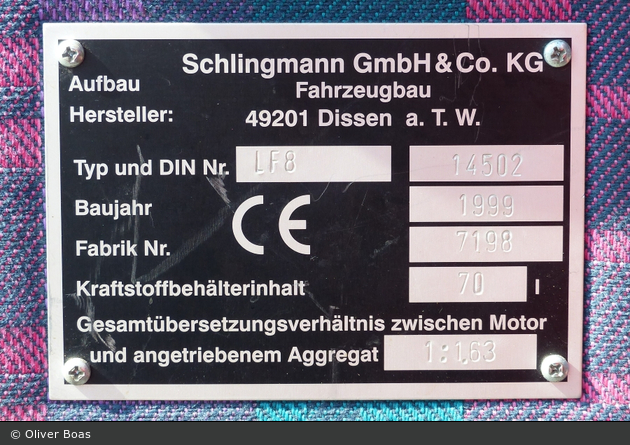 Schlingmann GmbH & Co. KG
Aufbau Fahrzeugbau
Hersteller: 49201 Dissen a. T. W.
Typ und DIN Nr. LF8 14502
Baujahr 1999
CE
Fabrik Nr. 7198
Kraftstoffbehälterinhalt 70 l
Gesamtübersetzungsverhältnis zwischen Motor
und angetriebenem Aggregat 1:1,63
© Oliver Boas